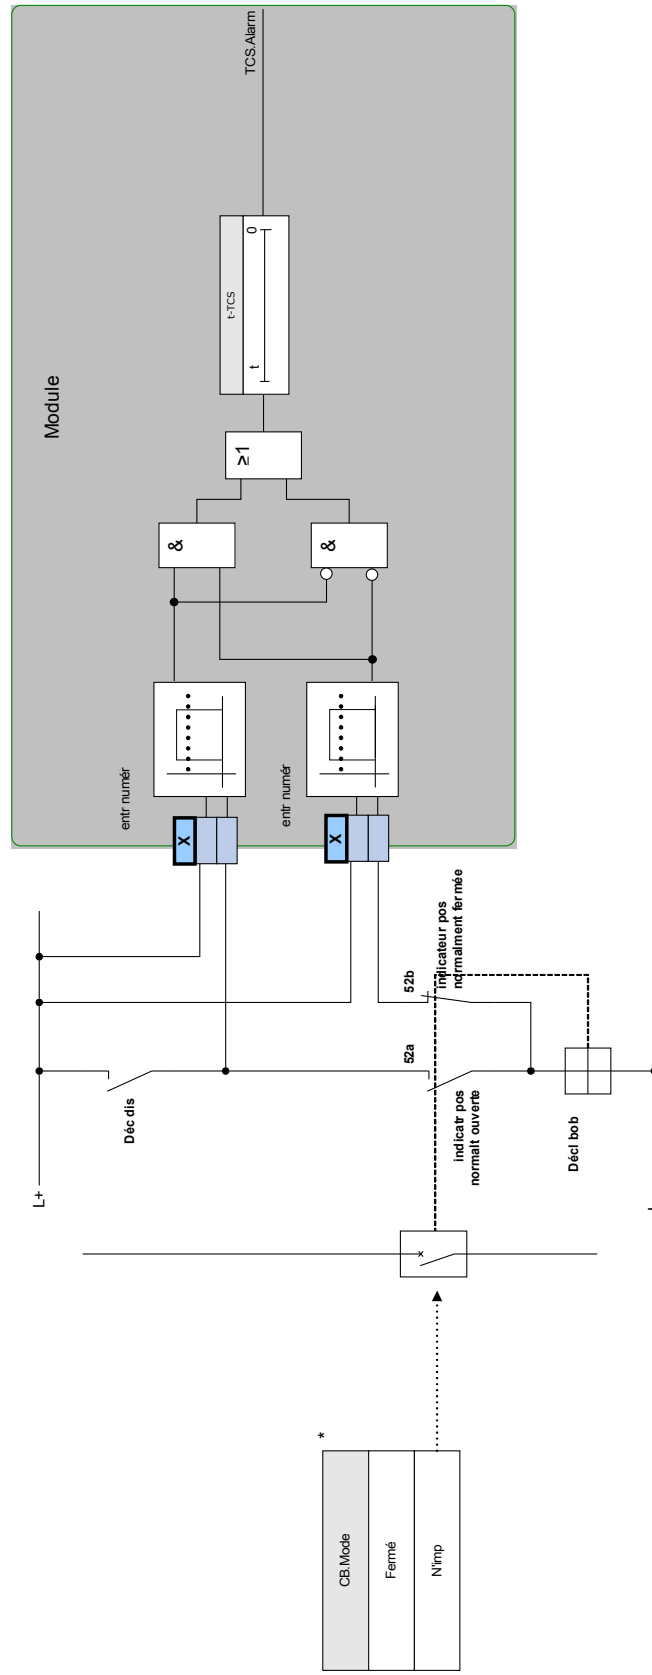 TCS.Alarm
Module
t-TCS
t
0
≥1
&
&
entr numér
entr numér
X
X
L+
Déc dis
52a
52b
indicateur pos
normalment fermée
indicatr pos
normalt ouverte
Décl bob
*
CB.Mode
Fermé
N'imp